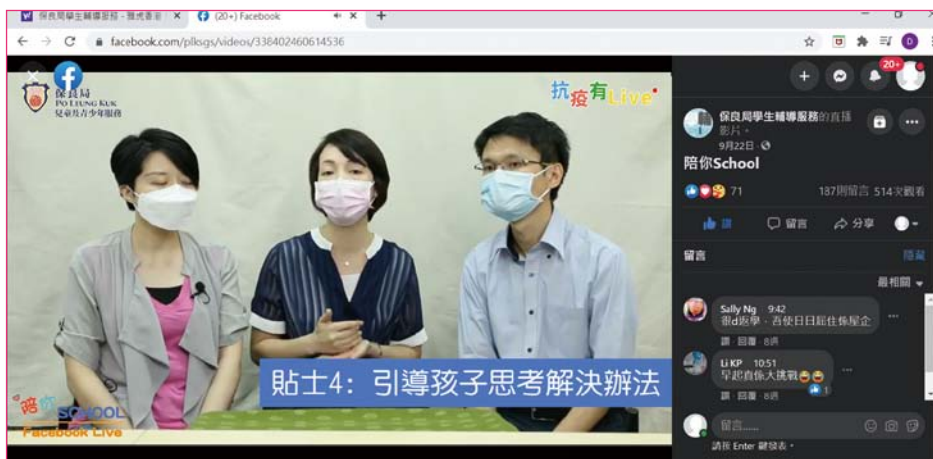 保良局學生輔導服務 - 雅虎香港
(20+) Facebook
facebook.com/plksgs/videos/338402460614536
D
20+
保良局
PO LEUNG KUK
兒童及青少年服務
抗疫有Live
貼士4: 引導孩子思考解決辦法
陪你SCHOOL
Facebook Live
保良局學生輔導服務的直播
影片。
9月22日
陪你School
71
187則留言 514次觀看
讚
留言
分享
留言
隱藏
最相關
Sally Ng 9:42
很d返學、吾使日日屈住係屋企
讚 · 回覆 · 8週
Li KP 10:51
早起真係大挑戰
1
讚 · 回覆 · 8週
留言......
請按 Enter 鍵發表。